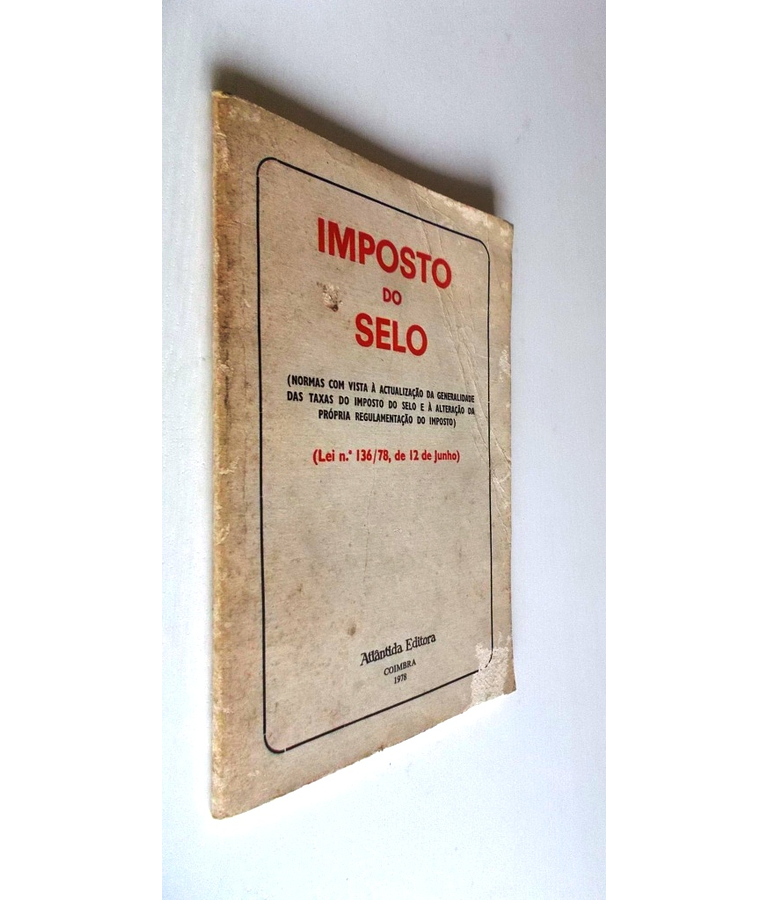 IMPOSTO
DO
SELO
(NORMAS COM VISTA À ACTUALIZAÇÃO DA GENERALIDADE
DAS TAXAS DO IMPOSTO DO SELO E À ALTERAÇÃO DA
PRÓPRIA REGULAMENTAÇÃO DO IMPOSTO)
(Lei n.º 136/78, de 12 de Junho)
Atlântida Editora
COIMBRA
1978